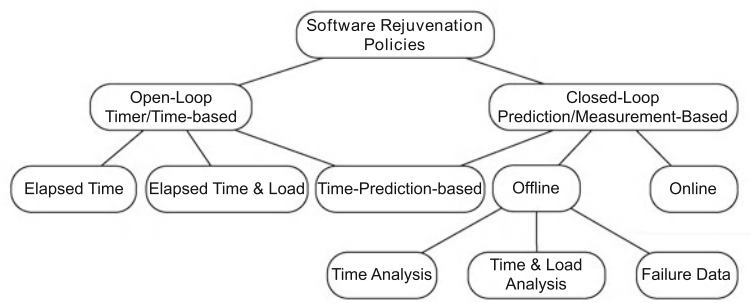 Software Rejuvenation
Policies
Open-Loop
Timer/Time-based
Closed-Loop
Prediction/Measurement-Based
Elapsed Time
Elapsed Time & Load
Time-Prediction-based
Offline
Online
Time Analysis
Time & Load
Analysis
Failure Data